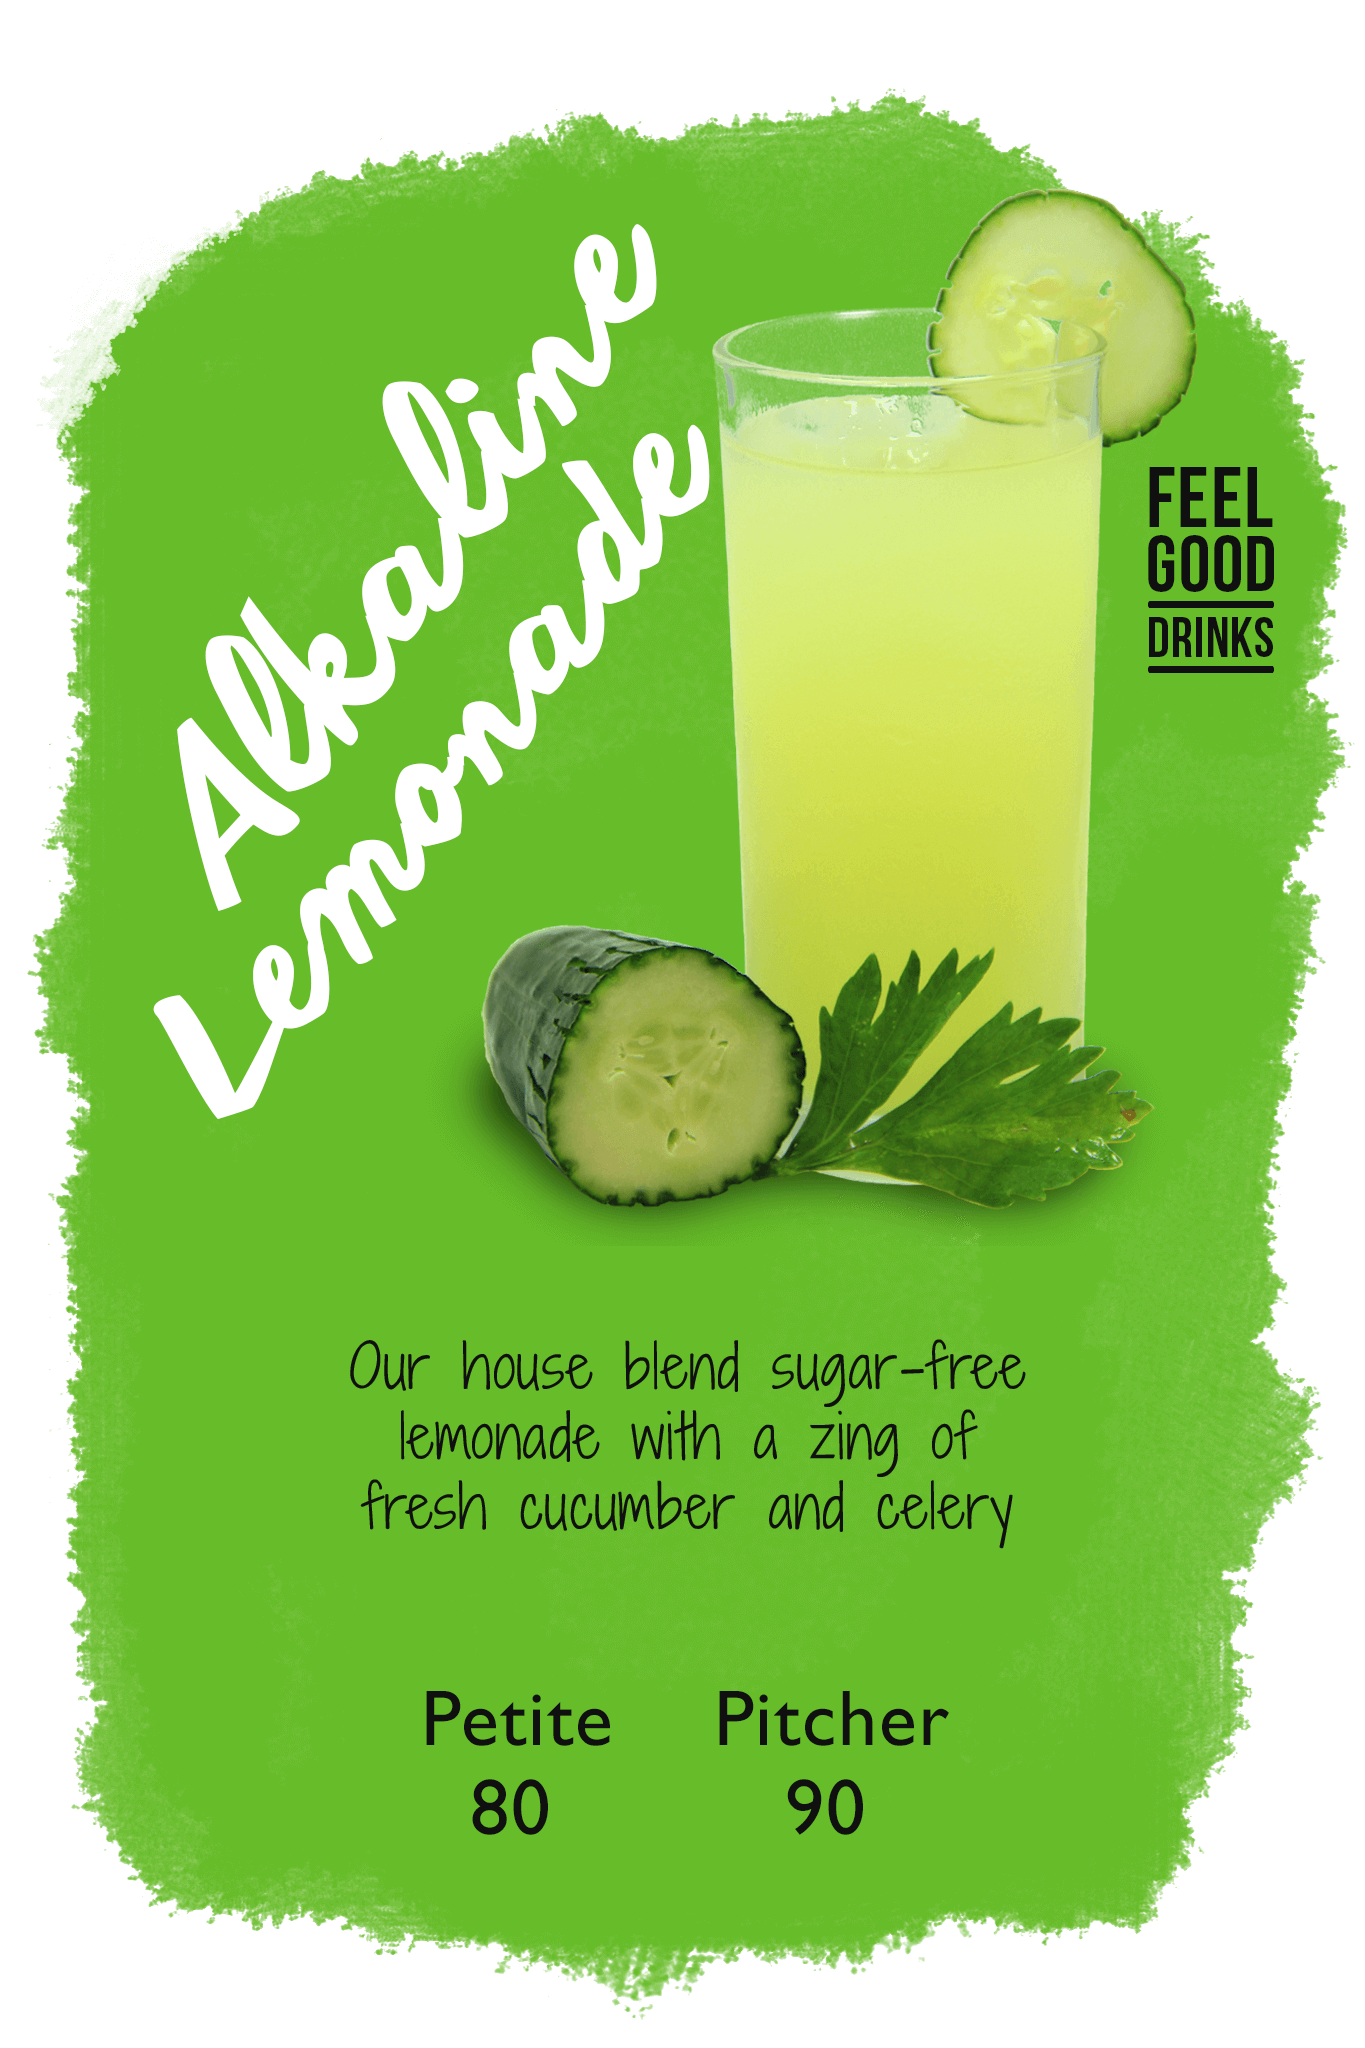 Alkaline
Lemonade
FEEL
GOOD
DRINKS
Our house blend sugar-free
lemonade with a zing of
fresh cucumber and celery
Petite Pitcher
80 90